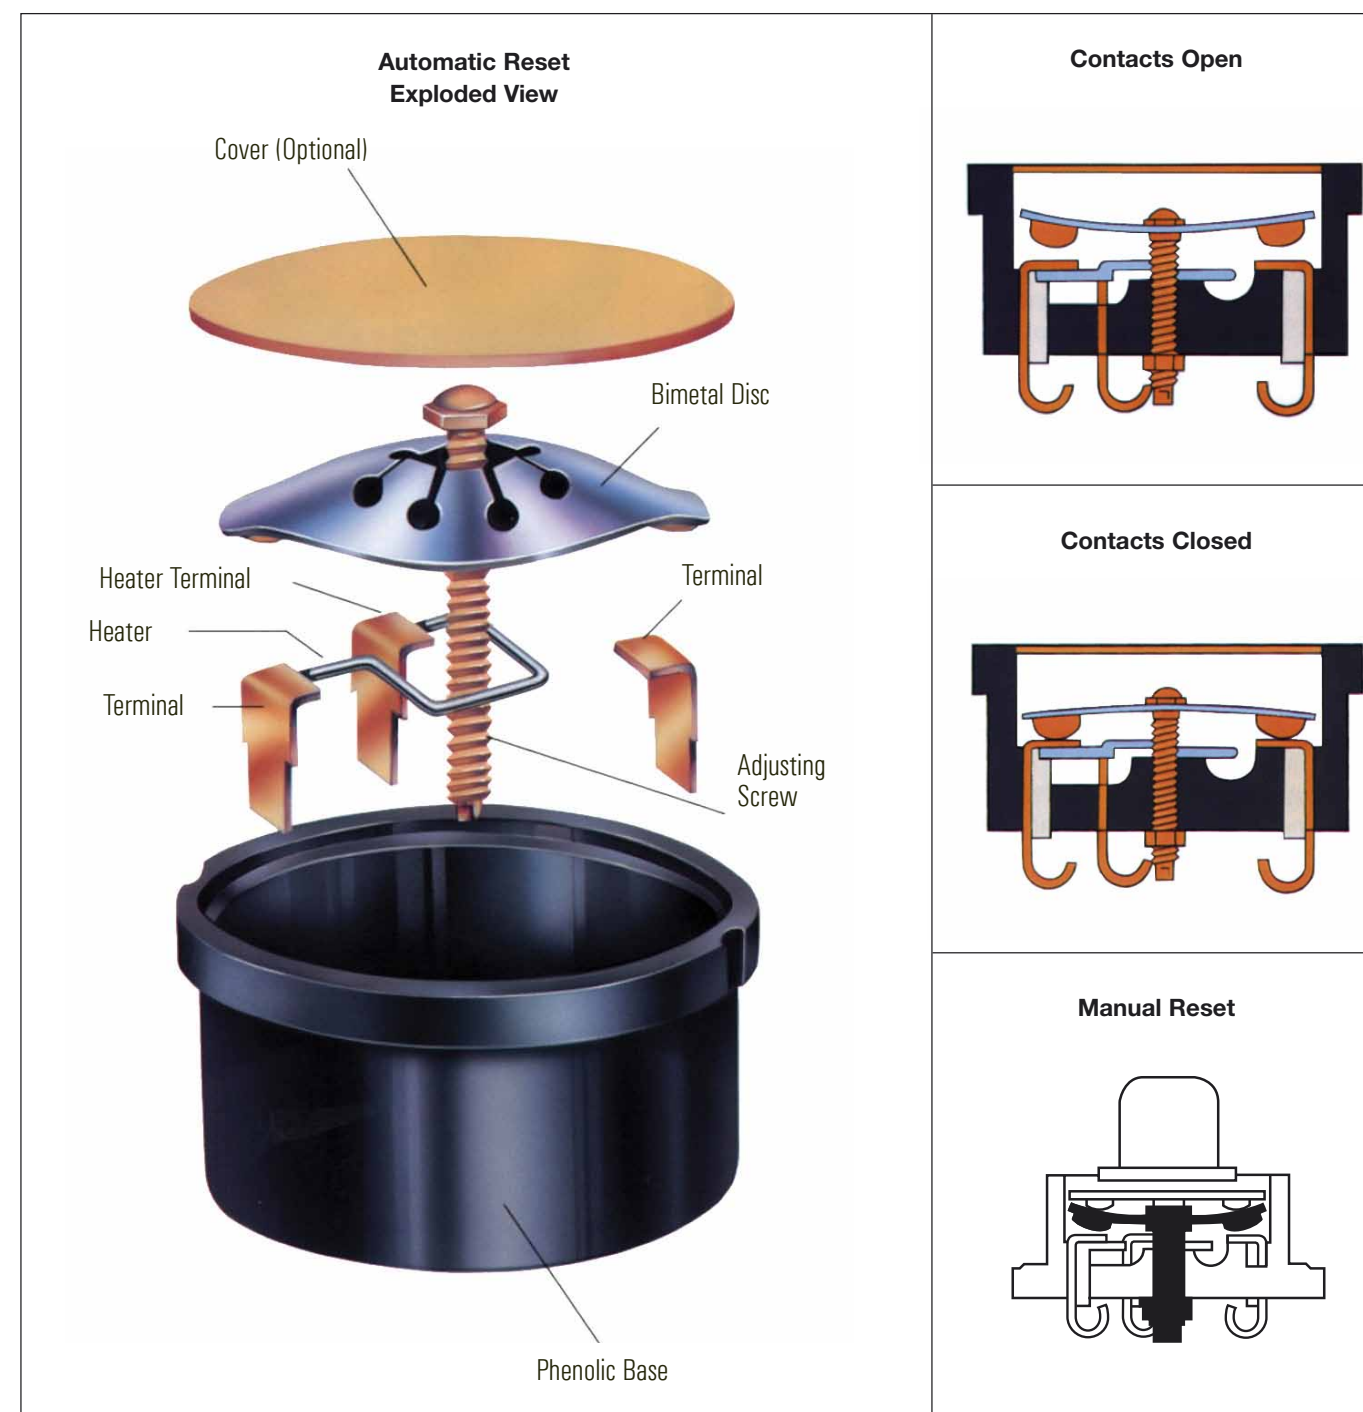 Automatic Reset
Exploded View
Cover (Optional)
Bimetal Disc
Heater Terminal
Terminal
Heater
Terminal
Adjusting
Screw
Phenolic Base
Contacts Open
Contacts Closed
Manual Reset